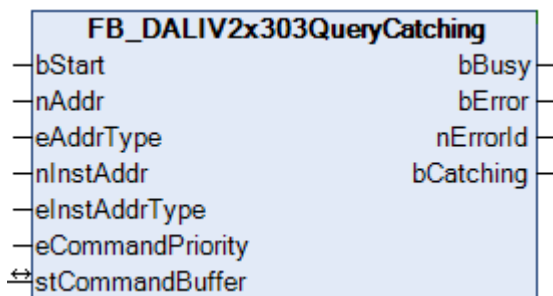 FB_DALIV2x303QueryCatching
bStart bBusy
nAddr bError
eAddrType nErrorId
nInstAddr bCatching
eInstAddrType
eCommandPriority
stCommandBuffer